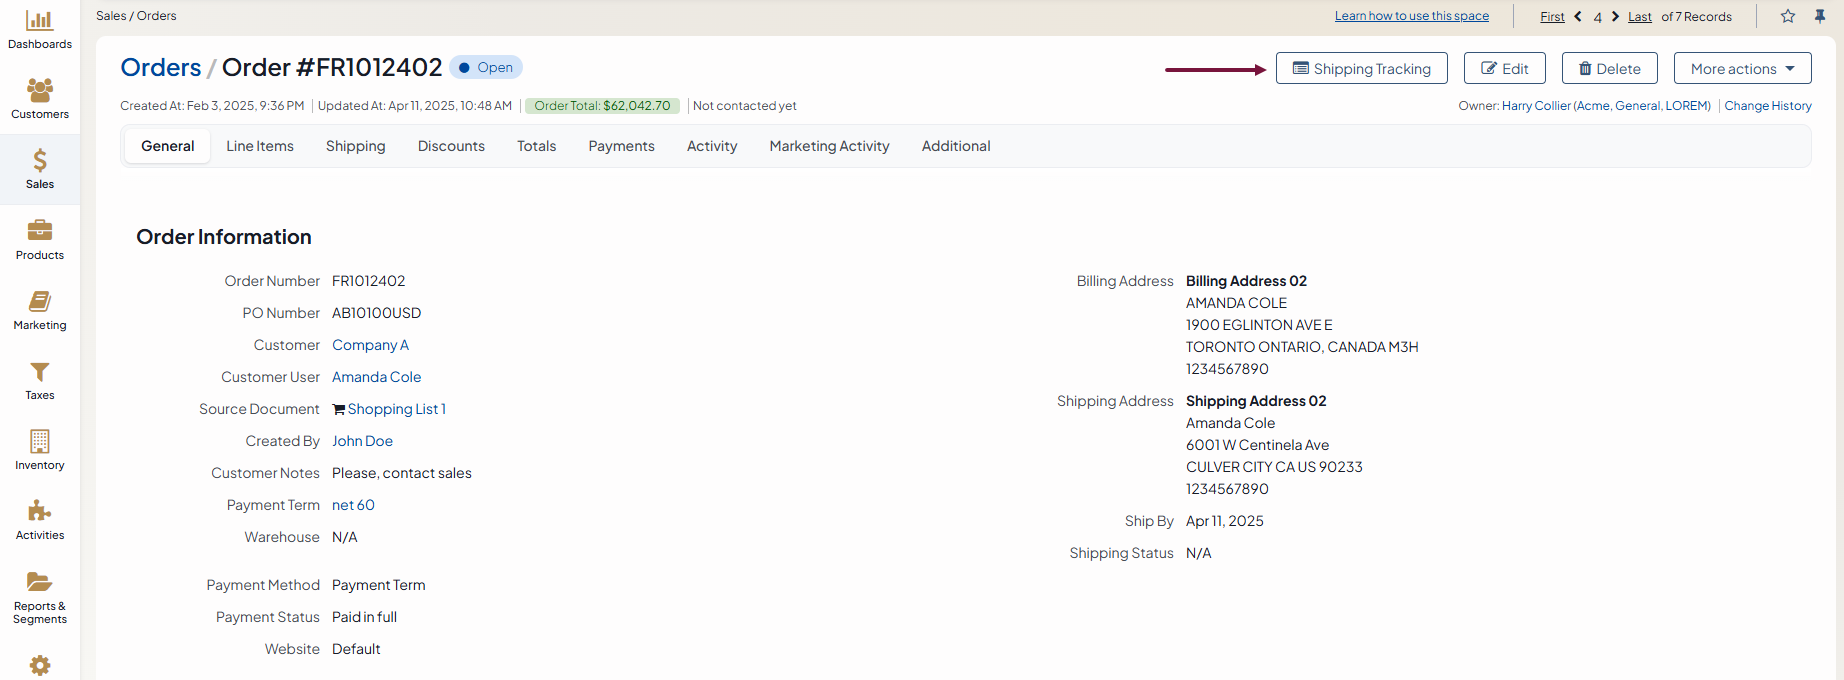 Dashboards
Customers
Sales
Products
Marketing
Taxes
Inventory
Activities
Reports &
Segments
Sales / Orders
Learn how to use this space
First 4 Last of 7 Records
Orders / Order #FR1012402 Open
Shipping Tracking Edit Delete More actions
Created At: Feb 3, 2025, 9:36 PM Updated At: Apr 11, 2025, 10:48 AM Order Total: $62,042.70 Not contacted yet
Owner: Harry Collier (Acme, General, LOREM) Change History
General Line Items Shipping Discounts Totals Payments Activity Marketing Activity Additional
Order Information
Order Number FR1012402
PO Number AB10100USD
Customer Company A
Customer User Amanda Cole
Source Document Shopping List 1
Created By John Doe
Customer Notes Please, contact sales
Payment Term net 60
Warehouse N/A
Payment Method Payment Term
Payment Status Paid in full
Website Default
Billing Address Billing Address 02
AMANDA COLE
1900 EGLINTON AVE E
TORONTO ONTARIO, CANADA M3H
1234567890
Shipping Address Shipping Address 02
Amanda Cole
6001 W Centinela Ave
CULVER CITY CA US 90233
1234567890
Ship By Apr 11, 2025
Shipping Status N/A